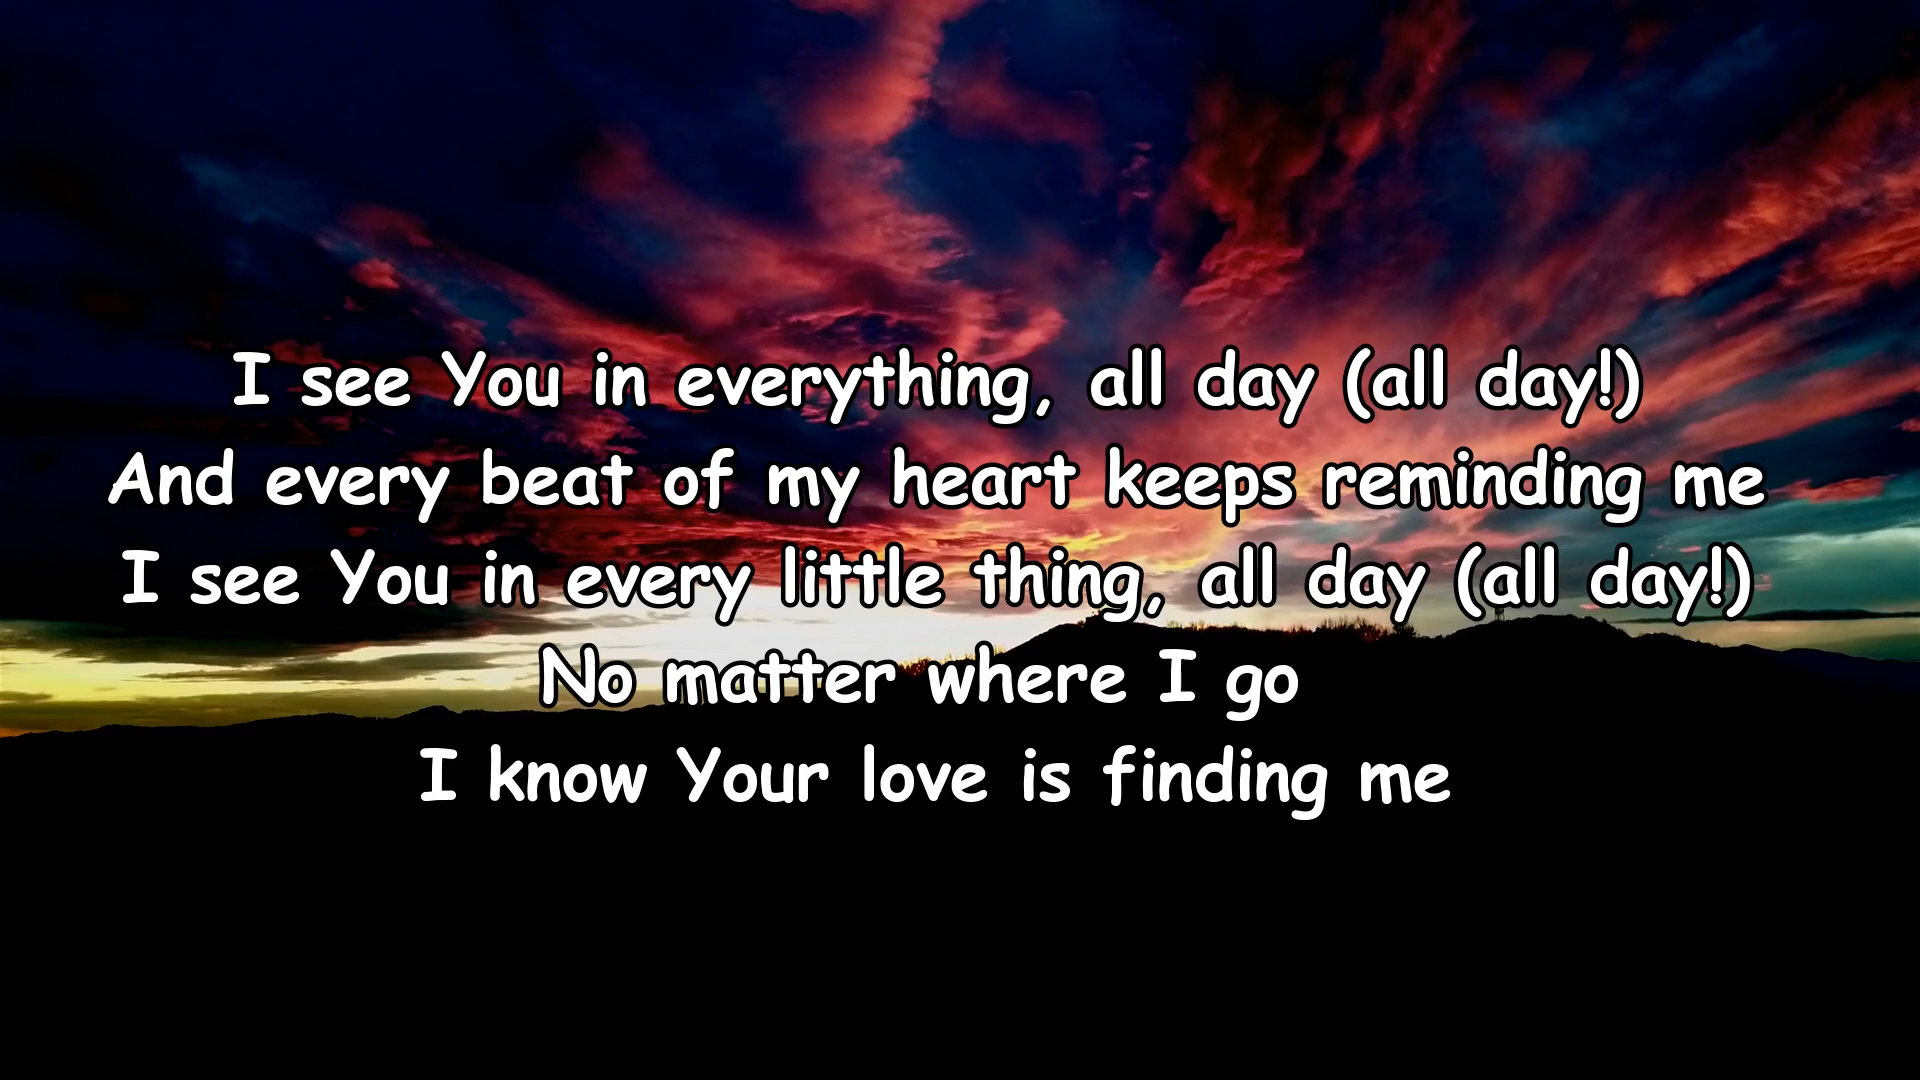 I see You in everything, all day (all day!)
And every beat of my heart keeps reminding me
I see You in every little thing, all day (all day!)
No matter where I go
I know Your love is finding me